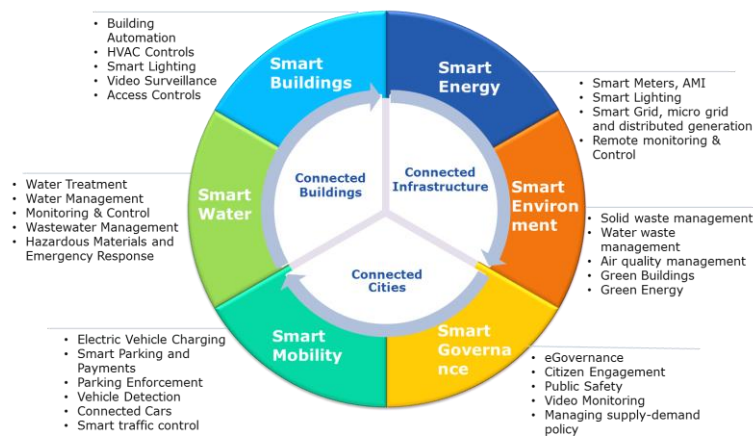 • Building
Automation
• HVAC Controls
• Smart Lighting
• Video Surveillance
• Access Controls
Smart
Buildings
Smart
Energy
• Smart Meters, AMI
• Smart Lighting
• Smart Grid, micro grid
and distributed generation
• Remote monitoring &
Control
• Water Treatment
• Water Management
• Monitoring & Control
• Wastewater Management
• Hazardous Materials and
Emergency Response
Smart
Water
Connected
Buildings
Connected
Infrastructure
Smart
Environ
ment
• Solid waste management
• Water waste
management
• Air quality management
• Green Buildings
• Green Energy
Connected
Cities
• Electric Vehicle Charging
• Smart Parking and
Payments
• Parking Enforcement
• Vehicle Detection
• Connected Cars
• Smart traffic control
Smart
Mobility
Smart
Governa
nce
• eGovernance
• Citizen Engagement
• Public Safety
• Video Monitoring
• Managing supply-demand
policy